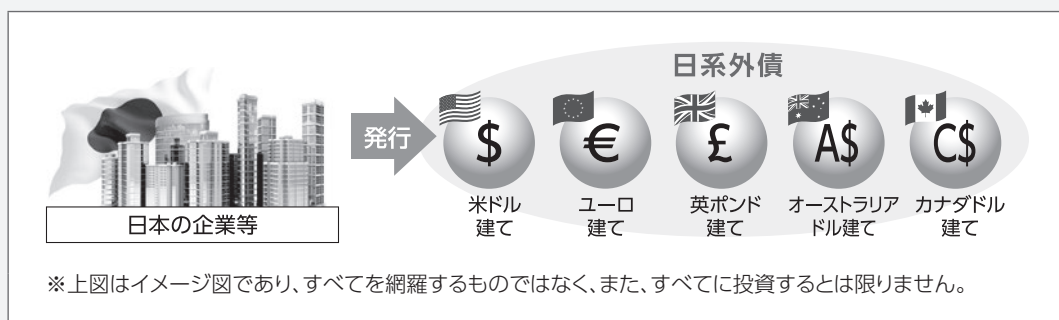 日系外債
発行
$
€
£
A$
C$
米ドル
建て
ユーロ
建て
英ポンド
建て
オーストラリア
ドル建て
カナダドル
建て
日本の企業等
※上図はイメージ図であり、すべてを網羅するものではなく、また、すべてに投資するとは限りません。